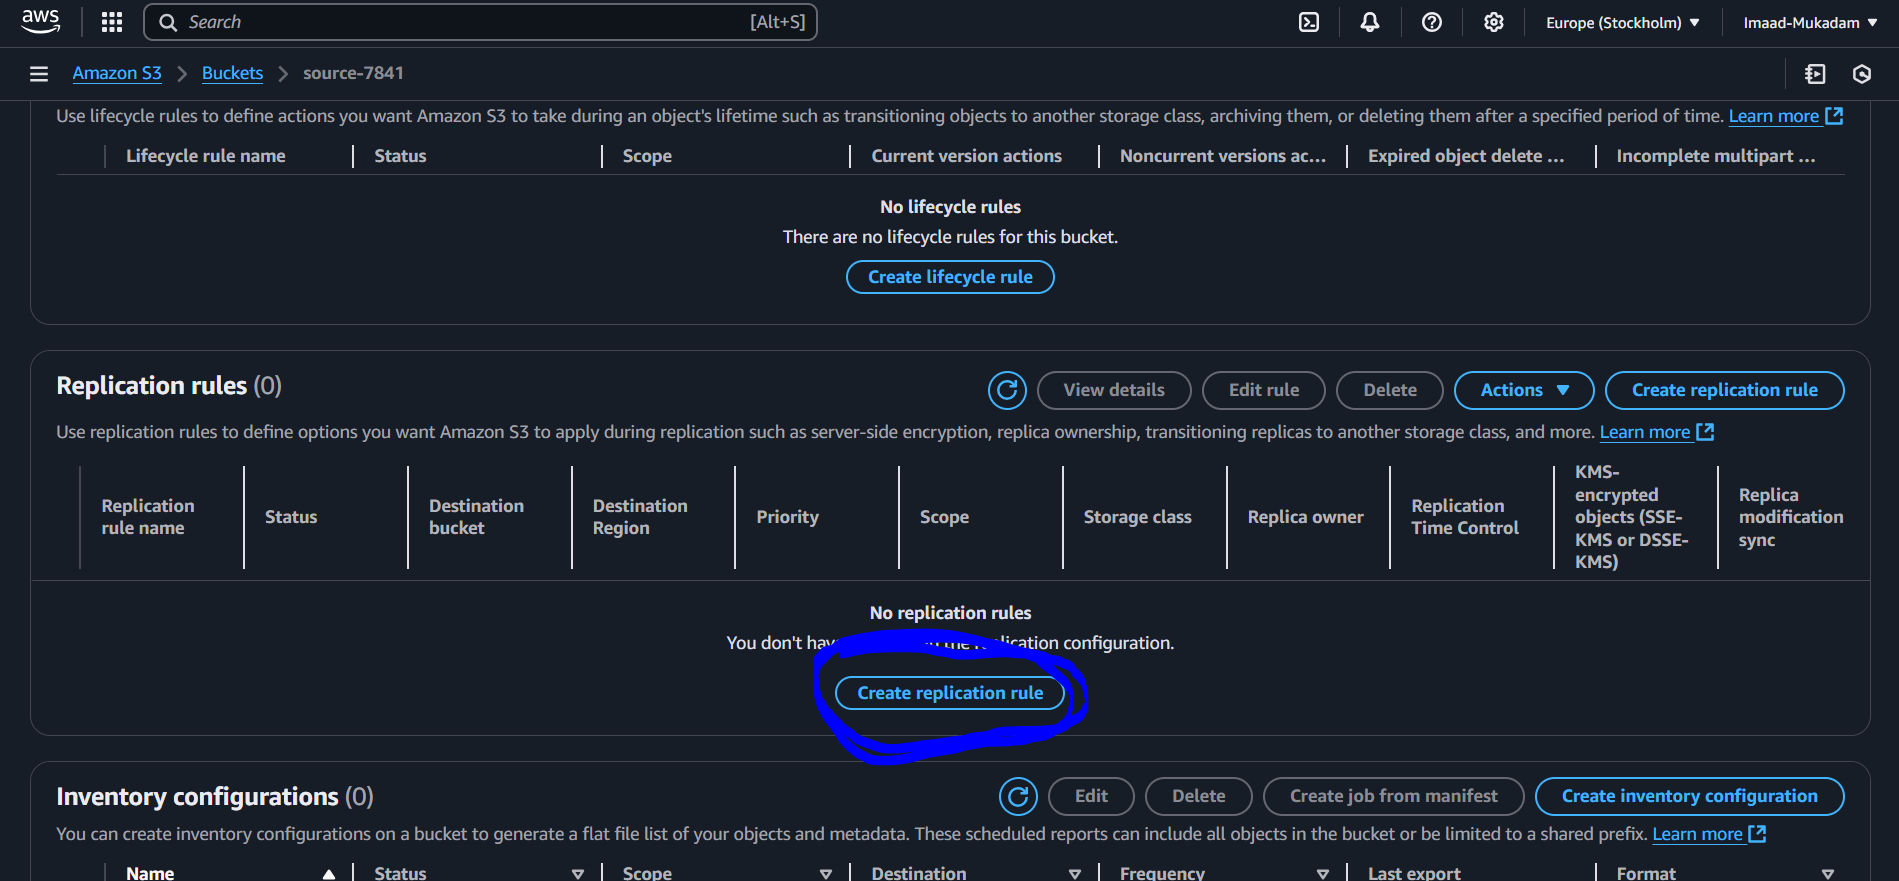 aws
Search [Alt+S] Europe (Stockholm) Imaad-Mukadam
Amazon S3 Buckets source-7841
Use lifecycle rules to define actions you want Amazon S3 to take during an object's lifetime such as transitioning objects to another storage class, archiving them, or deleting them after a specified period of time. Learn more
Lifecycle rule name Status Scope Current version actions Noncurrent versions ac... Expired object delete ... Incomplete multipart ...
No lifecycle rules
There are no lifecycle rules for this bucket.
Create lifecycle rule
Replication rules (0) View details Edit rule Delete Actions Create replication rule
Use replication rules to define options you want Amazon S3 to apply during replication such as server-side encryption, replica ownership, transitioning replicas to another storage class, and more. Learn more
Replication rule name Status Destination bucket Destination Region Priority Scope Storage class Replica owner Replication Time Control KMS-encrypted objects (SSE-KMS or DSSE-KMS) Replica modification sync
No replication rules
You don't have the replication configuration.
Create replication rule
Inventory configurations (0) Edit Delete Create job from manifest Create inventory configuration
You can create inventory configurations on a bucket to generate a flat file list of your objects and metadata. These scheduled reports can include all objects in the bucket or be limited to a shared prefix. Learn more
Name Status Scope Destination Frequency Last export Format